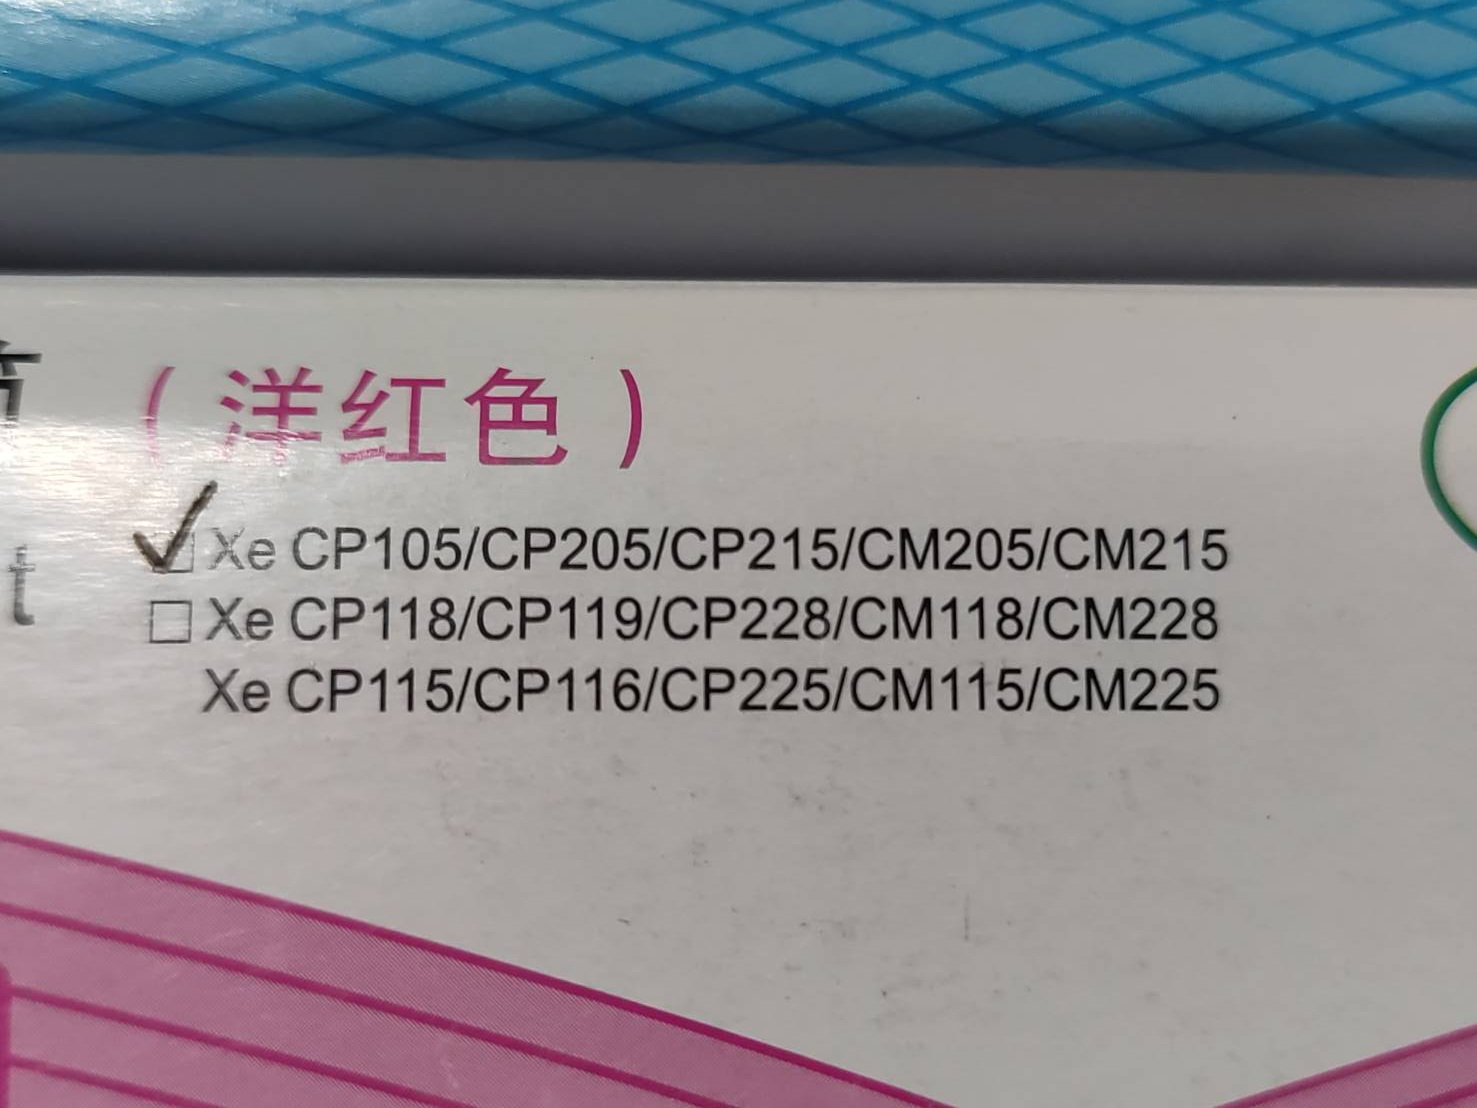 （洋红色）
Xe CP105/CP205/CP215/CM205/CM215
t
Xe CP118/CP119/CP228/CM118/CM228
Xe CP115/CP116/CP225/CM115/CM225